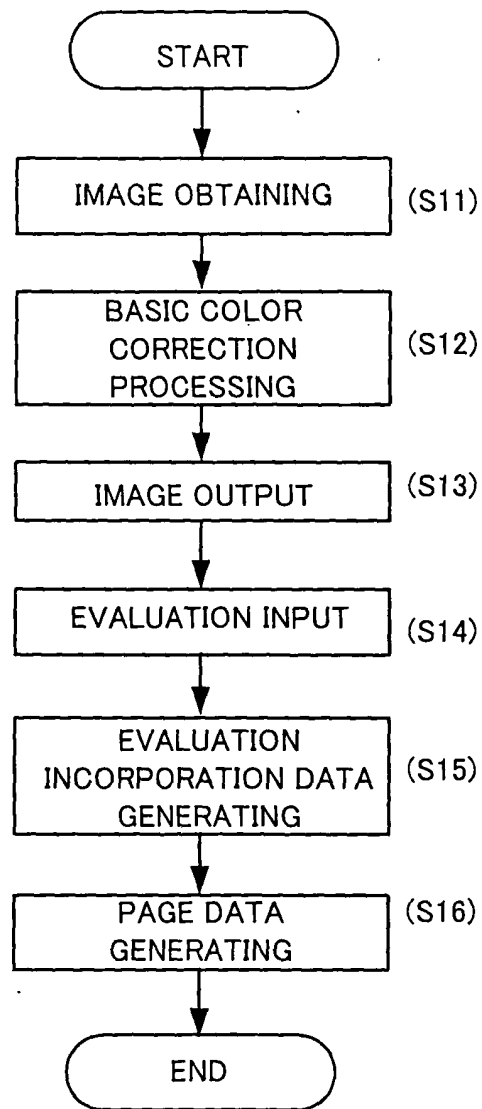 START
IMAGE OBTAINING
(S11)
BASIC COLOR
CORRECTION
PROCESSING
(S12)
IMAGE OUTPUT
(S13)
EVALUATION INPUT
(S14)
EVALUATION
INCORPORATION DATA
GENERATING
(S15)
PAGE DATA
GENERATING
(S16)
END